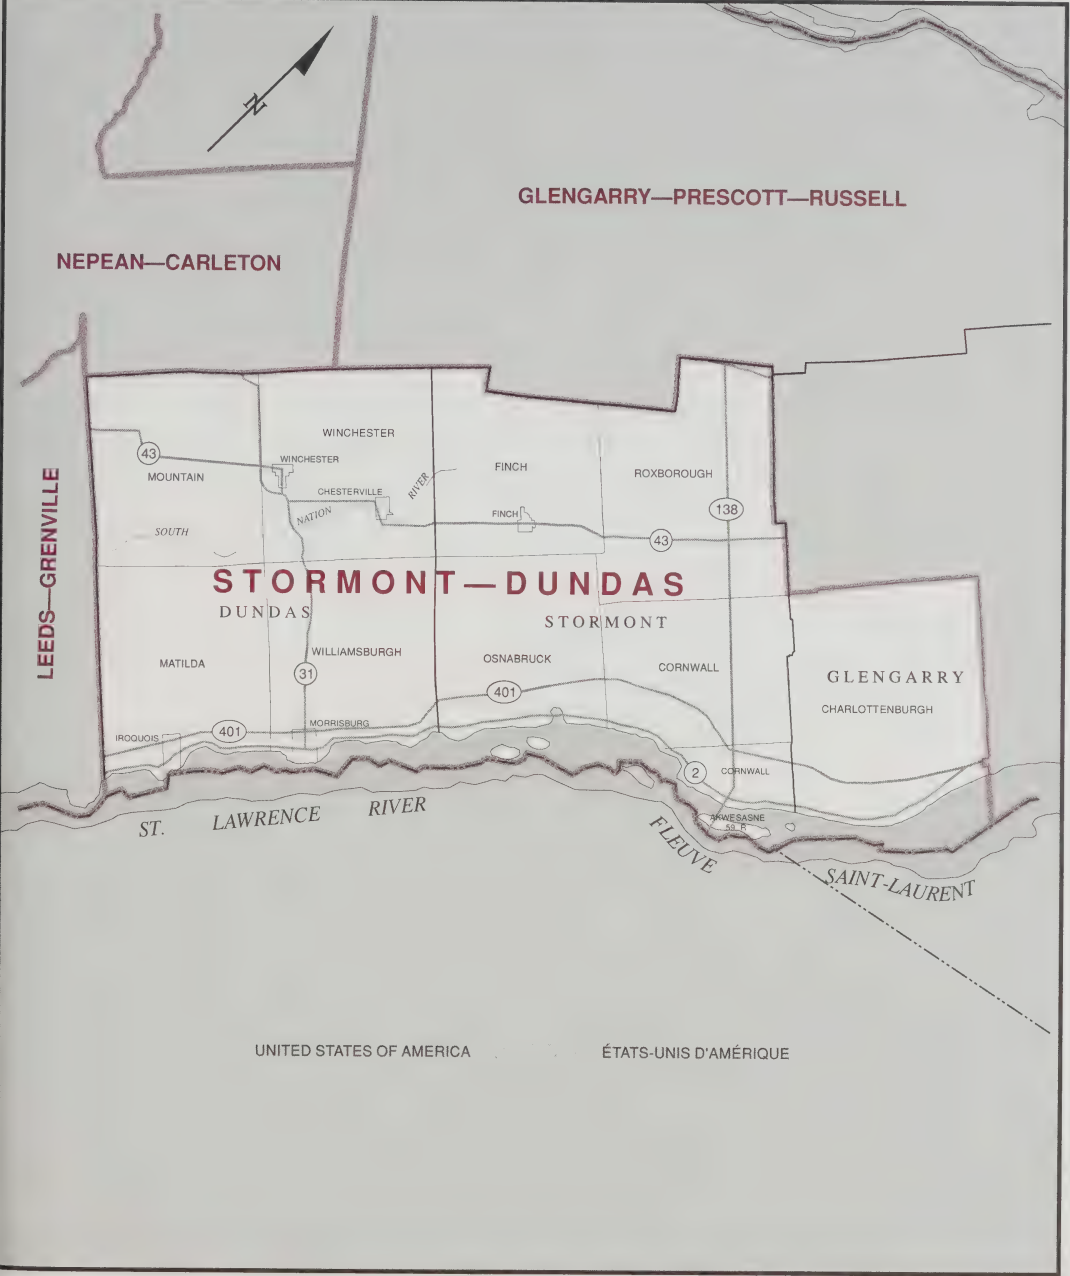 N
GLENGARRY—PRESCOTT—RUSSELL
NEPEAN—CARLETON
LEEDS—GRENVILLE
WINCHESTER
43
WINCHESTER
MOUNTAIN
CHESTERVILLE
RIVER
FINCH
ROXBOROUGH
NATION
FINCH
138
SOUTH
43
STORMONT—DUNDAS
DUNDAS
STORMONT
MATILDA
WILLIAMSBURGH
OSNABRUCK
CORNWALL
GLENGARRY
31
401
CHARLOTTENBURGH
IROQUOIS
401
MORRISBURG
2
CORNWALL
AKWESASNE
59 R
ST. LAWRENCE RIVER
FLEUVE SAINT-LAURENT
UNITED STATES OF AMERICA
ÉTATS-UNIS D'AMÉRIQUE